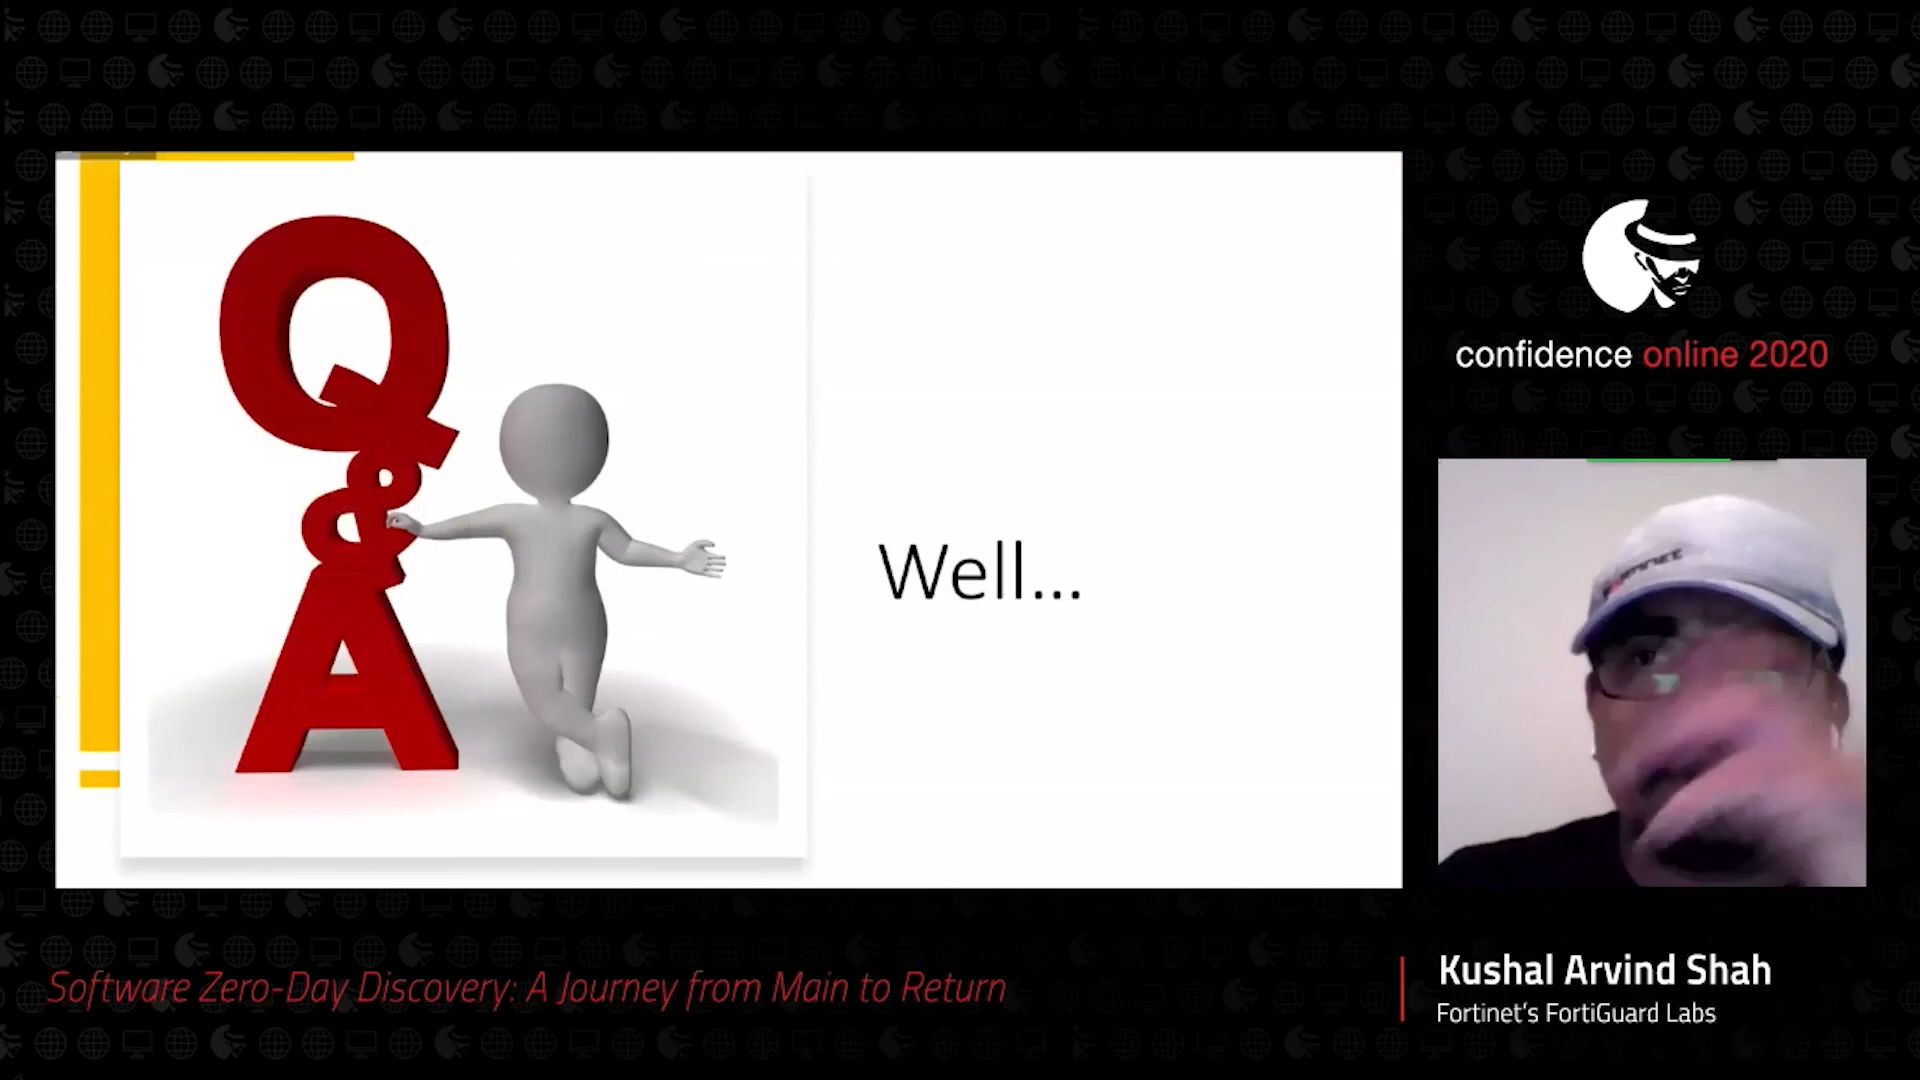 Q
&
A
Well...
confidence online 2020
Software Zero-Day Discovery: A Journey from Main to Return
Kushal Arvind Shah
Fortinet's FortiGuard Labs